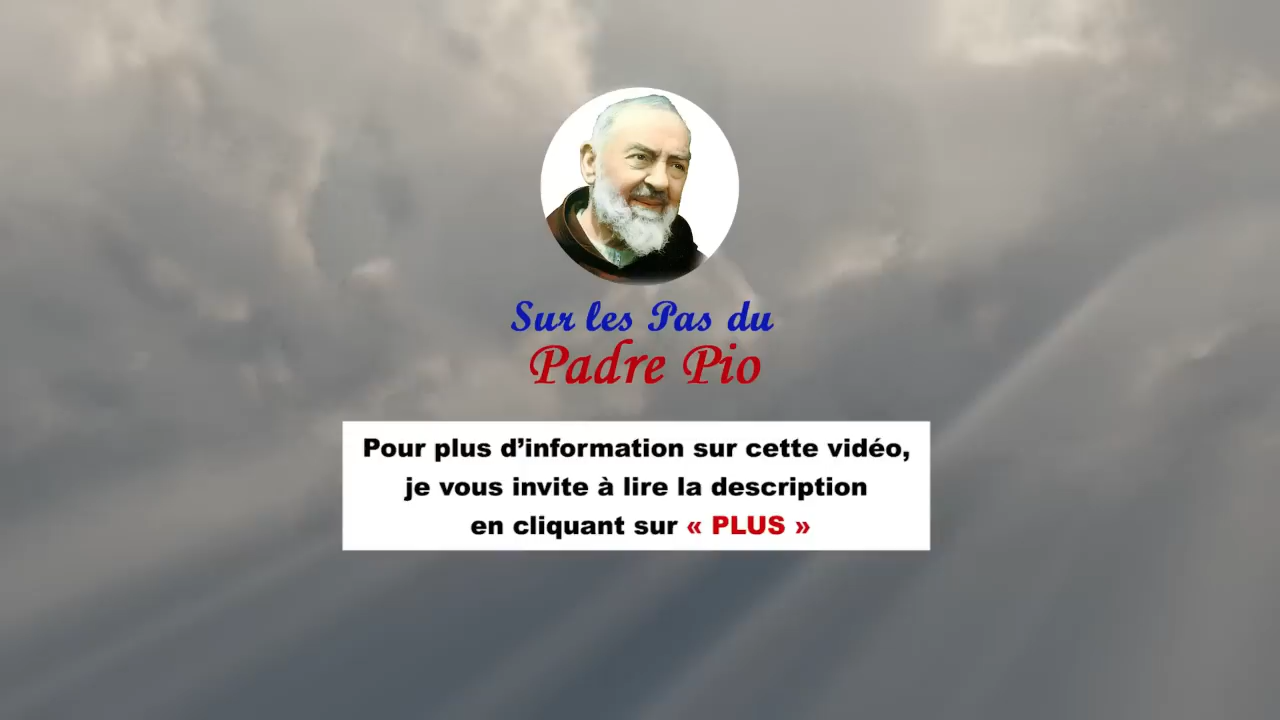 Sur les Pas du
Padre Pio
Pour plus d’information sur cette vidéo,
je vous invite à lire la description
en cliquant sur « PLUS »